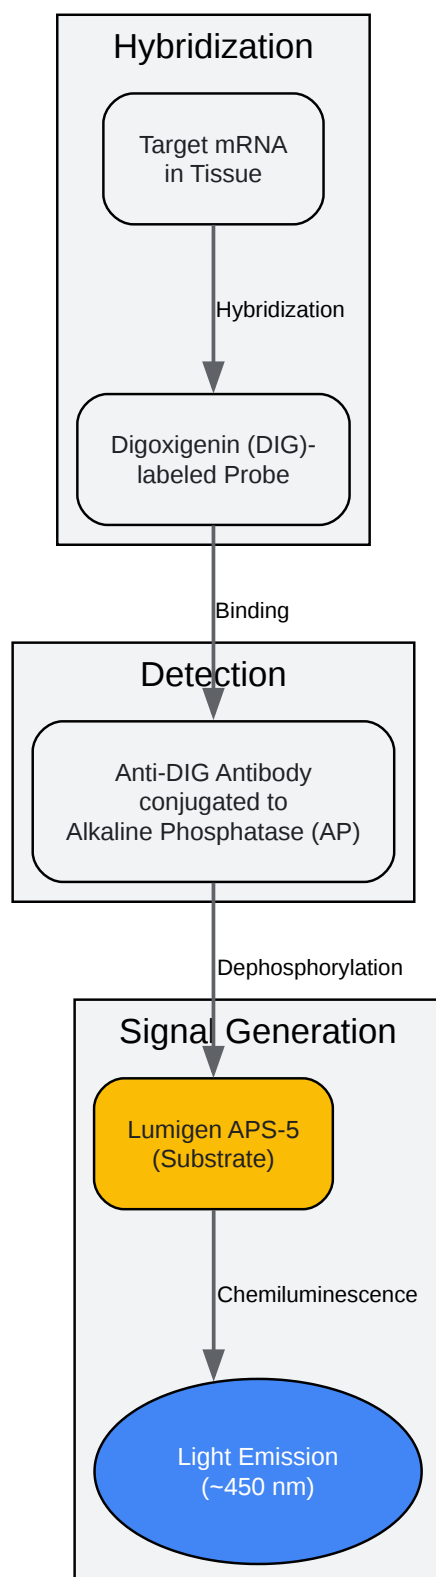 Hybridization
Target mRNA
in Tissue
Hybridization
Digoxigenin (DIG)-
labeled Probe
Binding
Detection
Anti-DIG Antibody
conjugated to
Alkaline Phosphatase (AP)
Dephosphorylation
Signal Generation
Lumigen APS-5
(Substrate)
Chemiluminescence
Light Emission
(~450 nm)